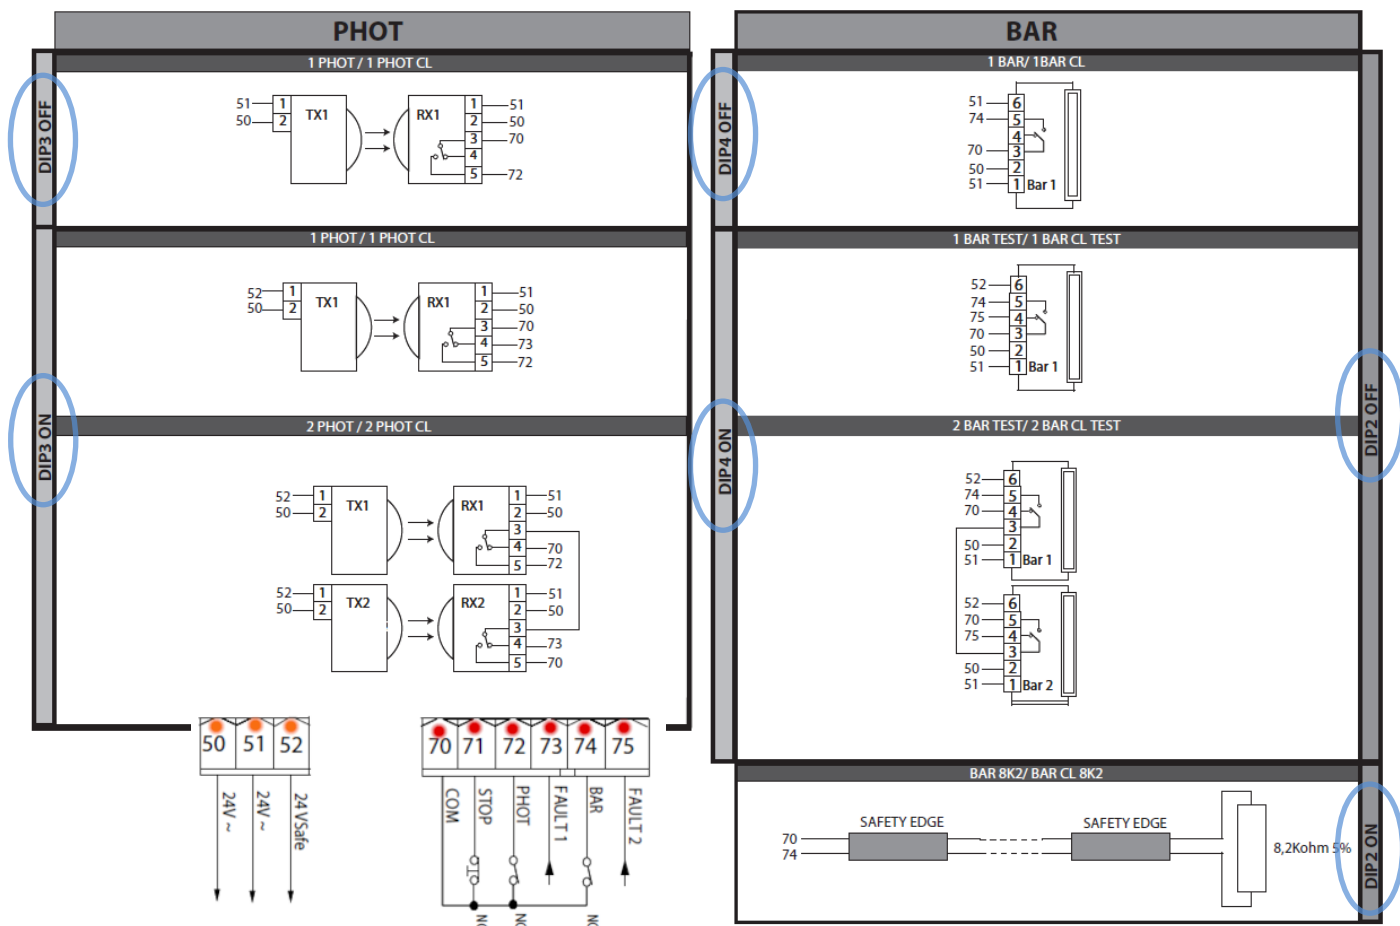 PHOT
DIP3 OFF
1 PHOT / 1 PHOT CL
51 1 TX1 RX1 1 51
50 2 2 50
3 70
4
5 72
DIP3 ON
1 PHOT / 1 PHOT CL
52 1 TX1 RX1 1 51
50 2 2 50
3 70
4 73
5 72
2 PHOT / 2 PHOT CL
52 1 TX1 RX1 1 51
50 2 2 50
3
4 70
5 72
52 1 TX2 RX2 1 51
50 2 2 50
3
4 73
5 70
50 51 52
24V ~
24V ~
24 VSafe
70 71 72 73 74 75
COM
STOP
PHOT
FAULT 1
BAR
FAULT 2
NC
NC
NC
BAR
DIP4 OFF
1 BAR/ 1BAR CL
51 6
74 5
4
70 3
50 2
51 1 Bar 1
DIP4 ON
1 BAR TEST/ 1 BAR CL TEST
52 6
74 5
75 4
70 3
50 2
51 1 Bar 1
2 BAR TEST/ 2 BAR CL TEST
52 6
74 5
70 4
3
50 2
51 1 Bar 1
52 6
70 5
75 4
3
50 2
51 1 Bar 2
DIP2 OFF
BAR 8K2/ BAR CL 8K2
70 SAFETY EDGE SAFETY EDGE
74
8,2Kohm 5%
DIP2 ON